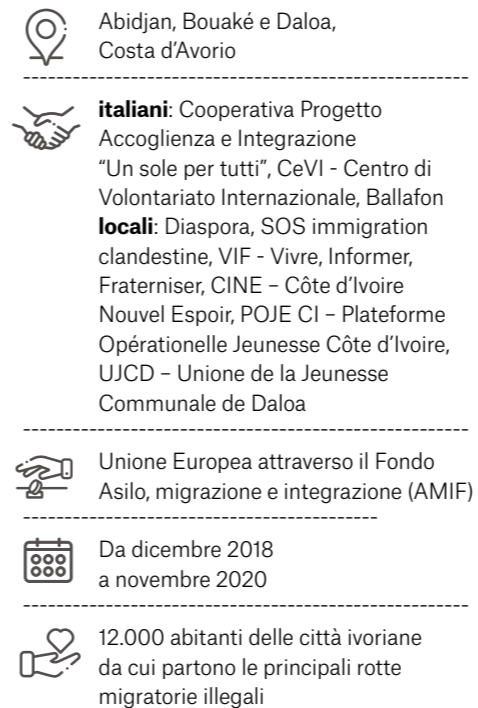 Abidjan, Bouaké e Daloa,
Costa d’Avorio
italiani: Cooperativa Progetto
Accoglienza e Integrazione
“Un sole per tutti”, CeVI - Centro di
Volontariato Internazionale, Ballafon
locali: Diaspora, SOS immigration
clandestine, VIF - Vivre, Informer,
Fraterniser, CINE – Côte d’Ivoire
Nouvel Espoir, POJE CI – Plateforme
Opérationelle Jeunesse Côte d’Ivoire,
UJCD – Unione de la Jeunesse
Communale de Daloa
Unione Europea attraverso il Fondo
Asilo, migrazione e integrazione (AMIF)
Da dicembre 2018
a novembre 2020
12.000 abitanti delle città ivoriane
da cui partono le principali rotte
migratorie illegali